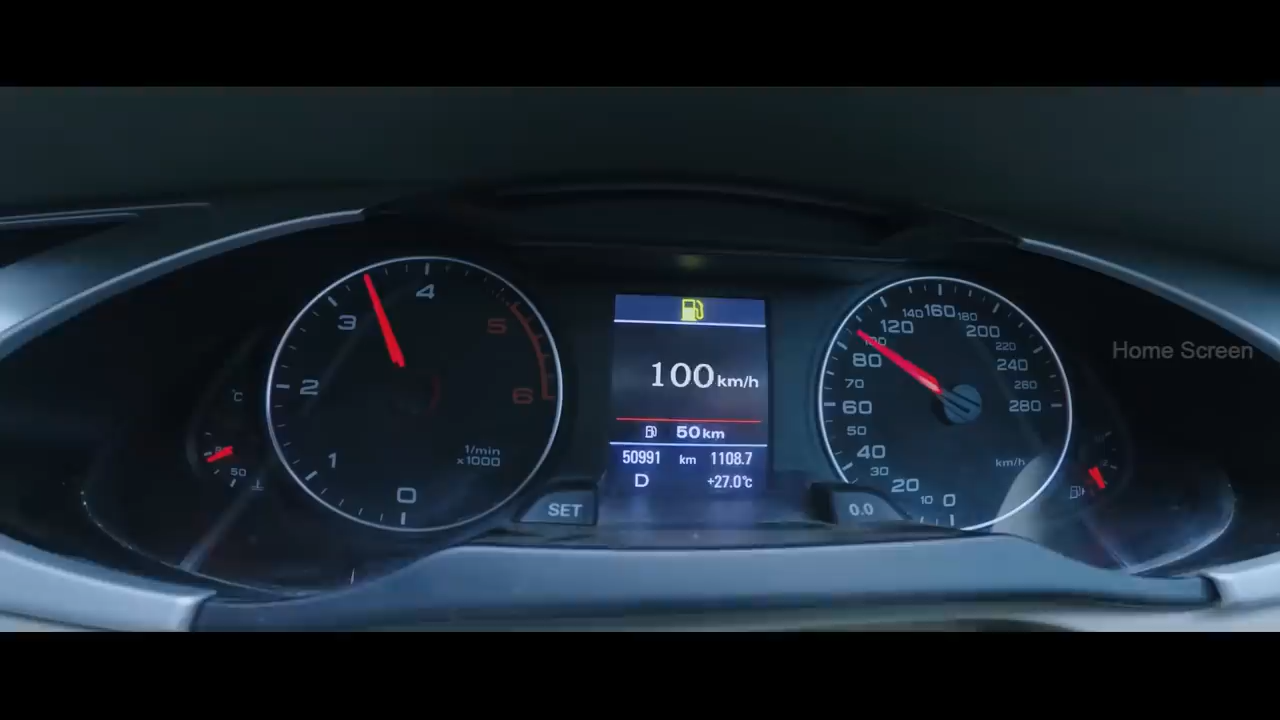 4
3
5
2
6
1
0
1/min
x1000
°C
50
SET
100 km/h
50 km
50991 km 1108.7
D +27.0°C
0.0
140 160 180
120 200
100 220
80 240
70 260
60 280
50
40
30
20
10 0
km/h
Home Screen